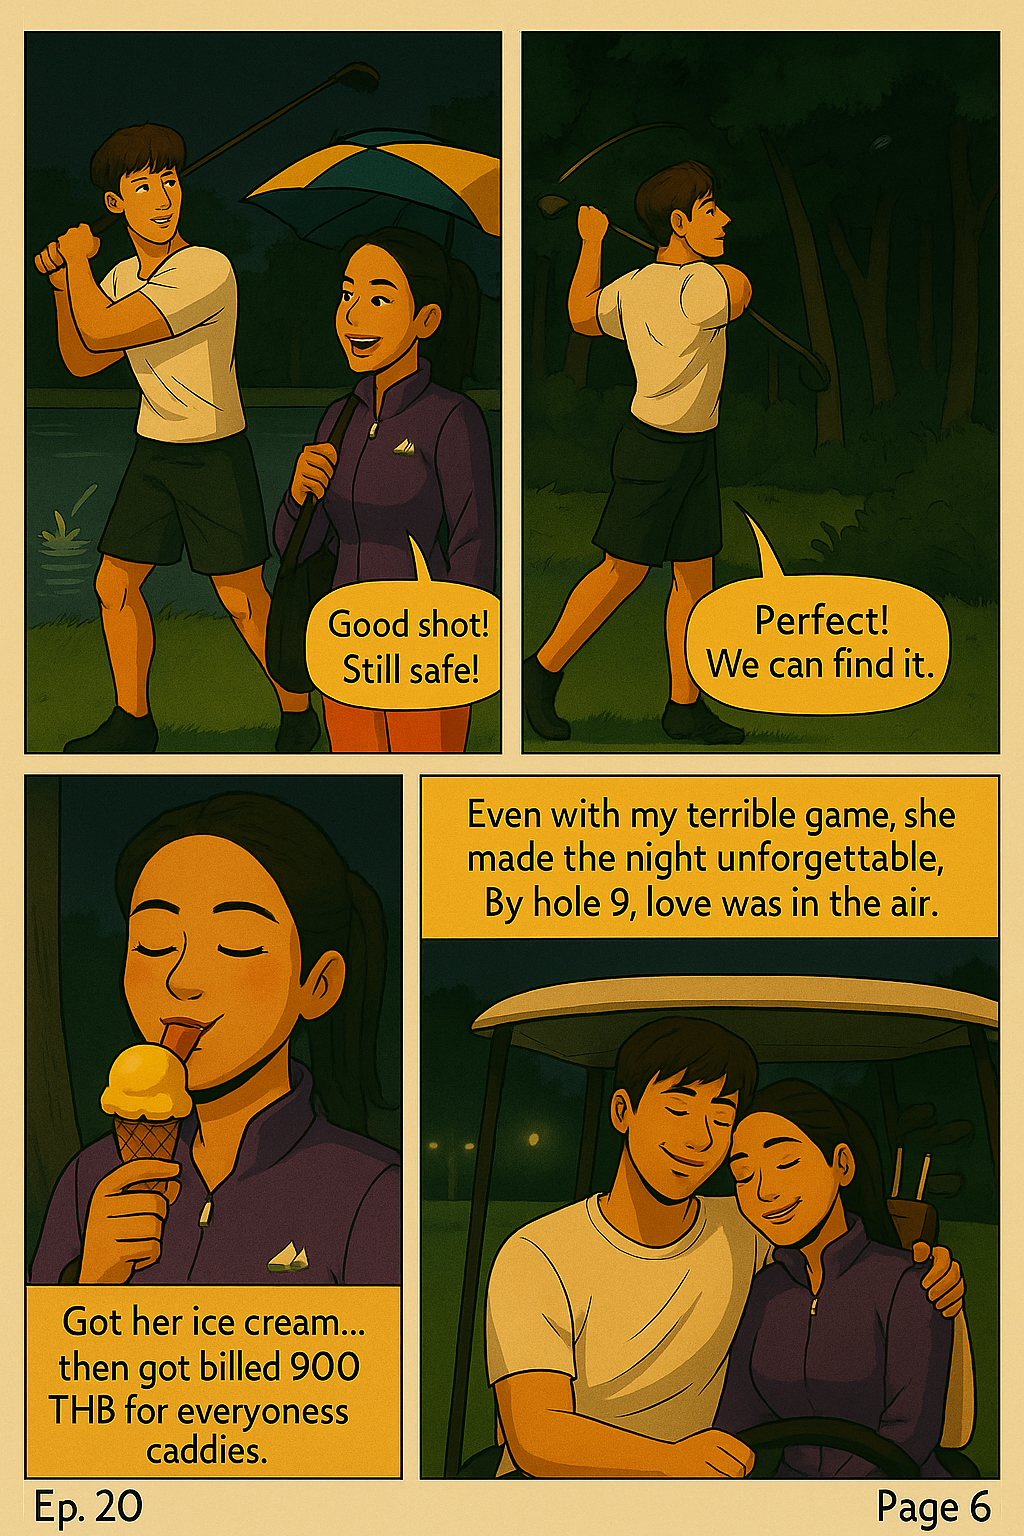 Good shot!
Still safe!
Perfect!
We can find it.
Got her ice cream...
then got billed 900
THB for everyoness
caddies.
Even with my terrible game, she
made the night unforgettable,
By hole 9, love was in the air.
Ep. 20
Page 6